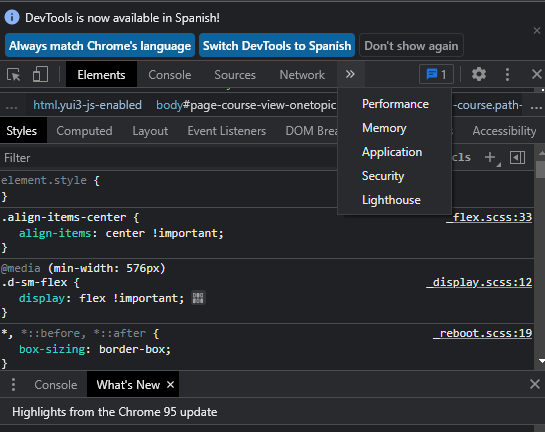 DevTools is now available in Spanish!
Always match Chrome's language Switch DevTools to Spanish Don't show again
Elements Console Sources Network » 1
Performance
Memory
Application
Security
Lighthouse
... html.yui3-js-enabled body#page-course-view-onetopic -course.path- ...
Styles Computed Layout Event Listeners DOM Brea s Accessibility
Filter cls +
element.style {
}
.align-items-center { _flex.scss:33
align-items: center !important;
}
@media (min-width: 576px)
.d-sm-flex { _display.scss:12
display: flex !important;
}
*, *::before, *::after { _reboot.scss:19
box-sizing: border-box;
}
Console What's New ×
Highlights from the Chrome 95 update